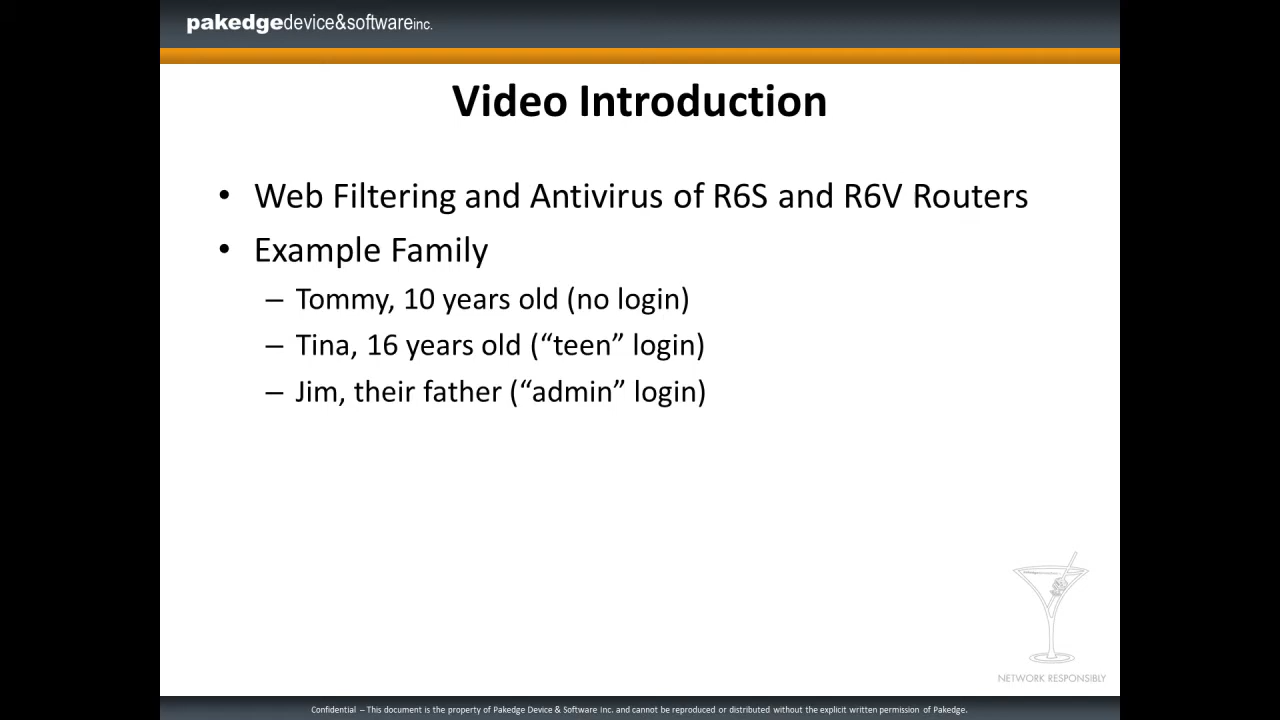 pakedgedevice&softwareinc.
Video Introduction
• Web Filtering and Antivirus of R6S and R6V Routers
• Example Family
– Tommy, 10 years old (no login)
– Tina, 16 years old (“teen” login)
– Jim, their father (“admin” login)
NETWORK RESPONSIBLY
Confidential – This document is the property of Pakedge Device & Software Inc. and cannot be reproduced or distributed without the explicit written permission of Pakedge.